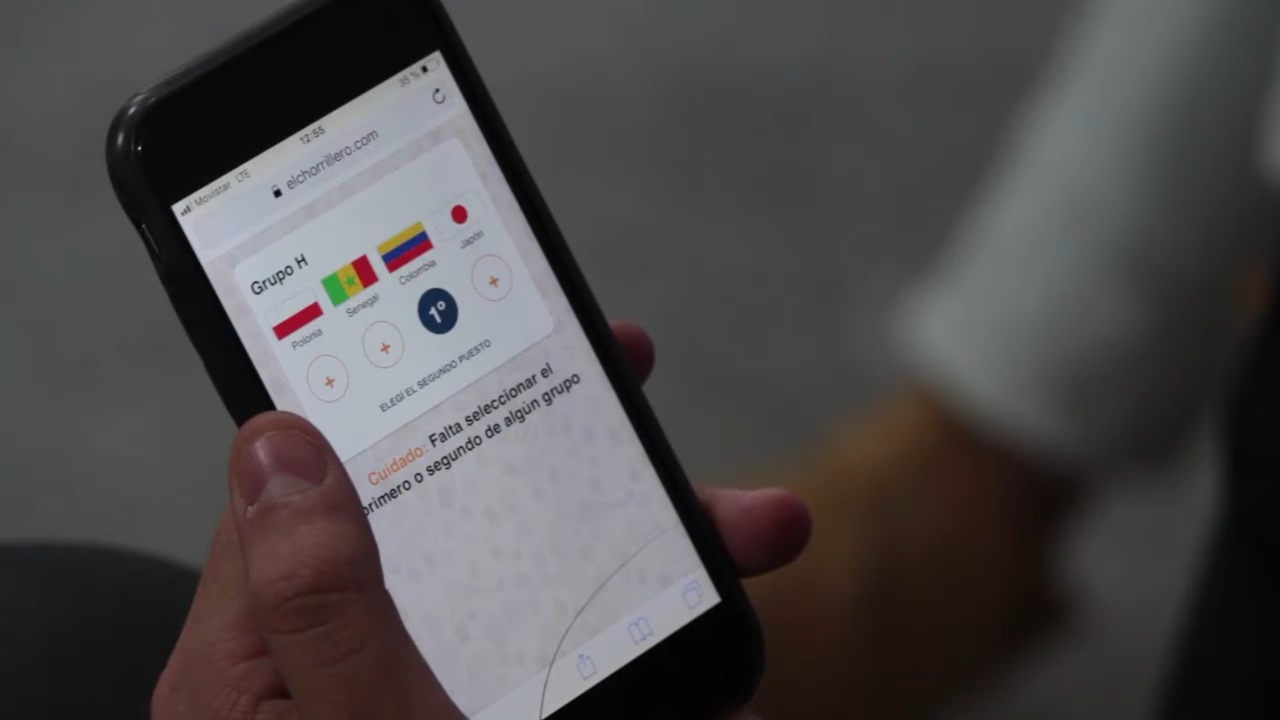 Movistar LTE 12:55 35 %
elchorrillero.com
Grupo H
Polonia Senegal Colombia Japón
+ + 1º +
ELEGÍ EL SEGUNDO PUESTO
Cuidado: Falta seleccionar el
primero o segundo de algún grupo